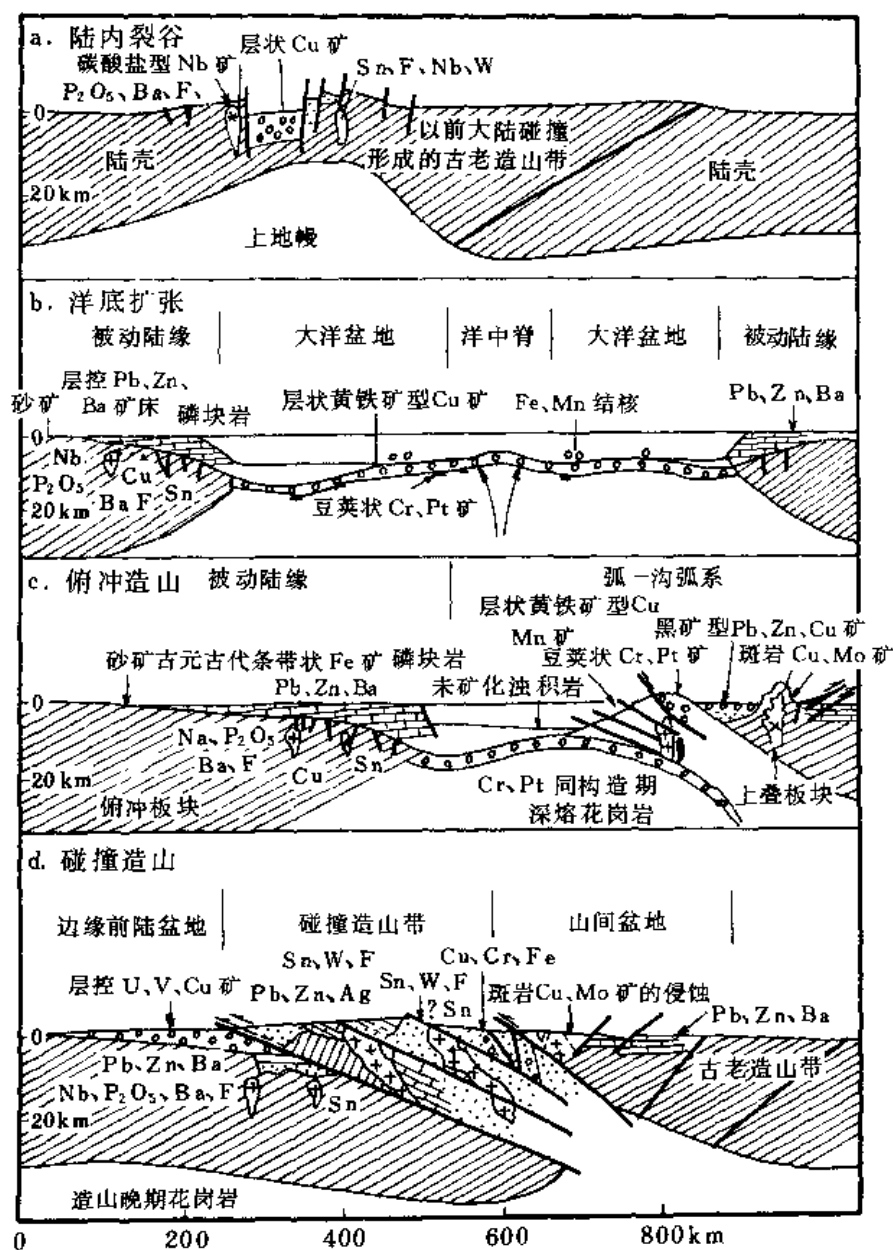 a. 陆内裂谷
层状 Cu 矿
碳酸盐型 Nb 矿
Sn、F、Nb、W
P₂O₅、Ba、F、
0
以前大陆碰撞
形成的古老造山带
陆壳
陆壳
20km
上地幔
b. 洋底扩张
被动陆缘
大洋盆地
洋中脊
大洋盆地
被动陆缘
层控 Pb、Zn、
砂矿
Ba 矿床
磷块岩
层状黄铁矿型 Cu 矿
Fe、Mn 结核
Pb、Zn、Ba
0
Nb
P₂O₅
Cu
Ba F
Sn
20km
豆荚状 Cr、Pt 矿
c. 俯冲造山
被动陆缘
弧-沟弧系
层状黄铁矿型Cu
Mn 矿
黑矿型Pb、Zn、Cu 矿
砂矿古元古代条带状 Fe 矿
磷块岩
豆荚状 Cr、Pt 矿
斑岩 Cu、Mo 矿
Pb、Zn、Ba
未矿化浊积岩
0
Na、P₂O₅
Ba、F
Cu
Sn
20km
俯冲板块
Cr、Pt 同构造期
深熔花岗岩
上叠板块
d. 碰撞造山
边缘前陆盆地
碰撞造山带
山间盆地
Sn、W、F
Cu、Cr、Fe
层控 U、V、Cu 矿
Pb、Zn、Ag
Sn、W、F
? Sn
斑岩Cu、Mo 矿的侵蚀
Pb、Zn、Ba
0
Pb、Zn、Ba
Nb、P₂O₅、Ba、F
Sn
古老造山带
20km
造山晚期花岗岩
0 200 400 600 800km